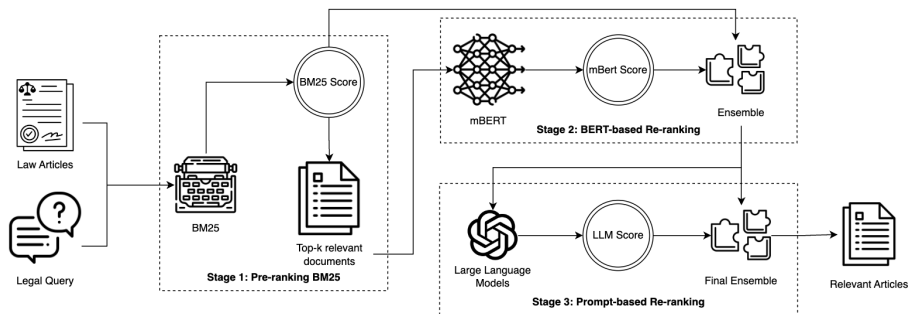 Law Articles
Legal Query
BM25
BM25 Score
Top-k relevant
documents
Stage 1: Pre-ranking BM25
mBERT
mBert Score
Ensemble
Stage 2: BERT-based Re-ranking
Large Language
Models
LLM Score
Final Ensemble
Stage 3: Prompt-based Re-ranking
Relevant Articles